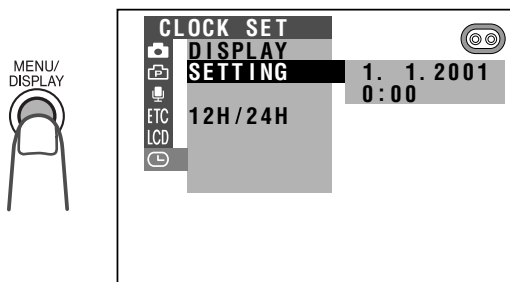 MENU/
DISPLAY
CLOCK SET
DISPLAY
SETTING 1. 1.2001
0:00
ETC 12H/24H
LCD